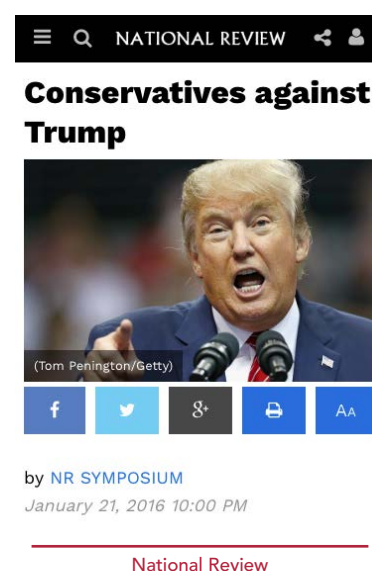 NATIONAL REVIEW
Conservatives against
Trump
(Tom Penington/Getty)
f
8+
AA
by NR SYMPOSIUM
January 21, 2016 10:00 PM
National Review